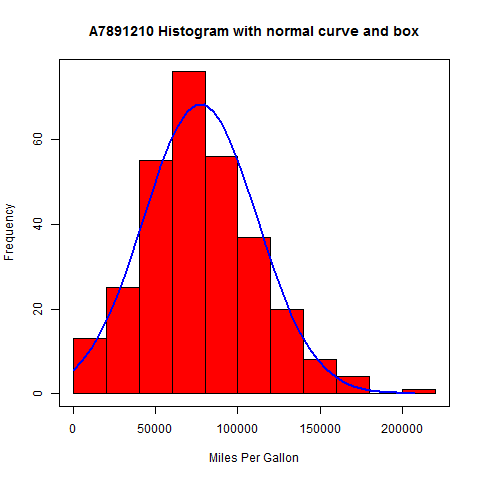 A7891210 Histogram with normal curve and box
Frequency
60
40
20
0
0 50000 100000 150000 200000
Miles Per Gallon